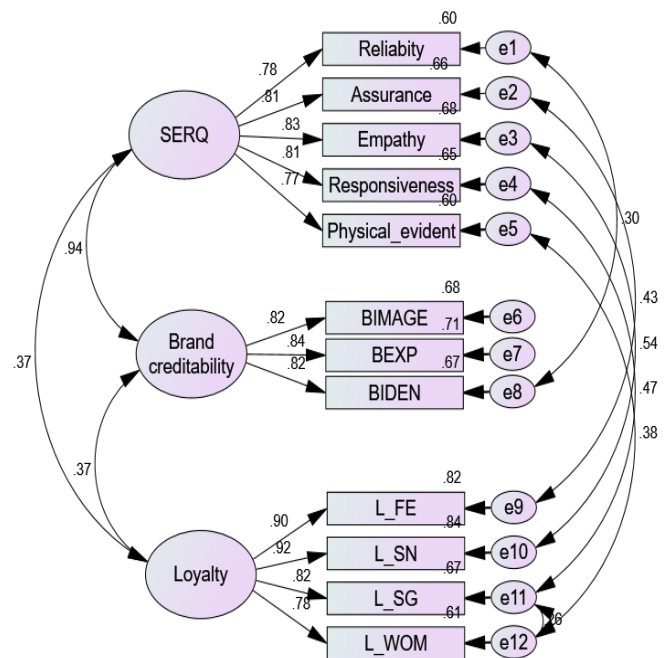 .60
Reliabity
e1
.78
.66
Assurance
e2
.81
.68
SERQ
Empathy
e3
.83
.65
Responsiveness
e4
.81
.60
Physical_evident
e5
.77
.30
.94
.68
BIMAGE
e6
.82
.71
Brand
creditability
BEXP
e7
.84
.67
BIDEN
e8
.82
.43
.54
.47
.38
.37
.37
.82
L_FE
e9
.90
.84
L_SN
e10
.92
.67
Loyalty
L_SG
e11
.82
.61
L_WOM
e12
.78
.26